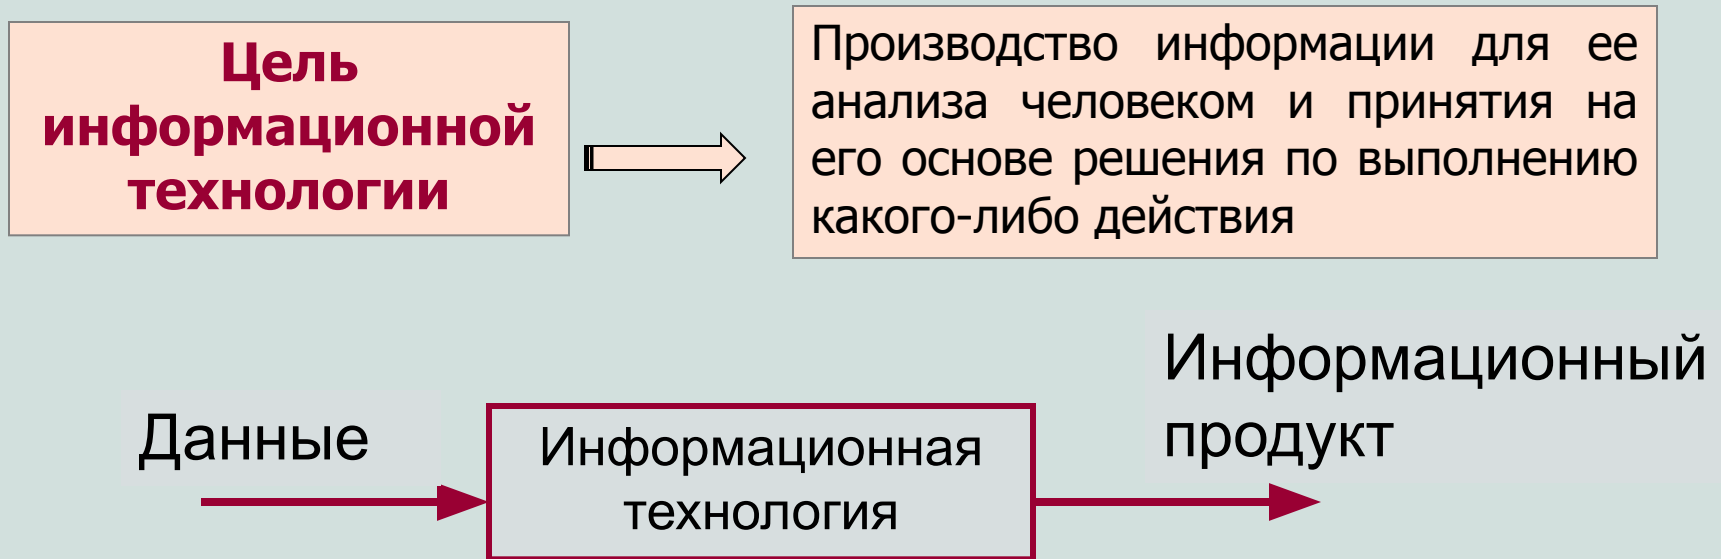 Цель
информационной
технологии
Производство информации для ее
анализа человеком и принятия на
его основе решения по выполнению
какого-либо действия
Данные
Информационная
технология
Информационный
продукт